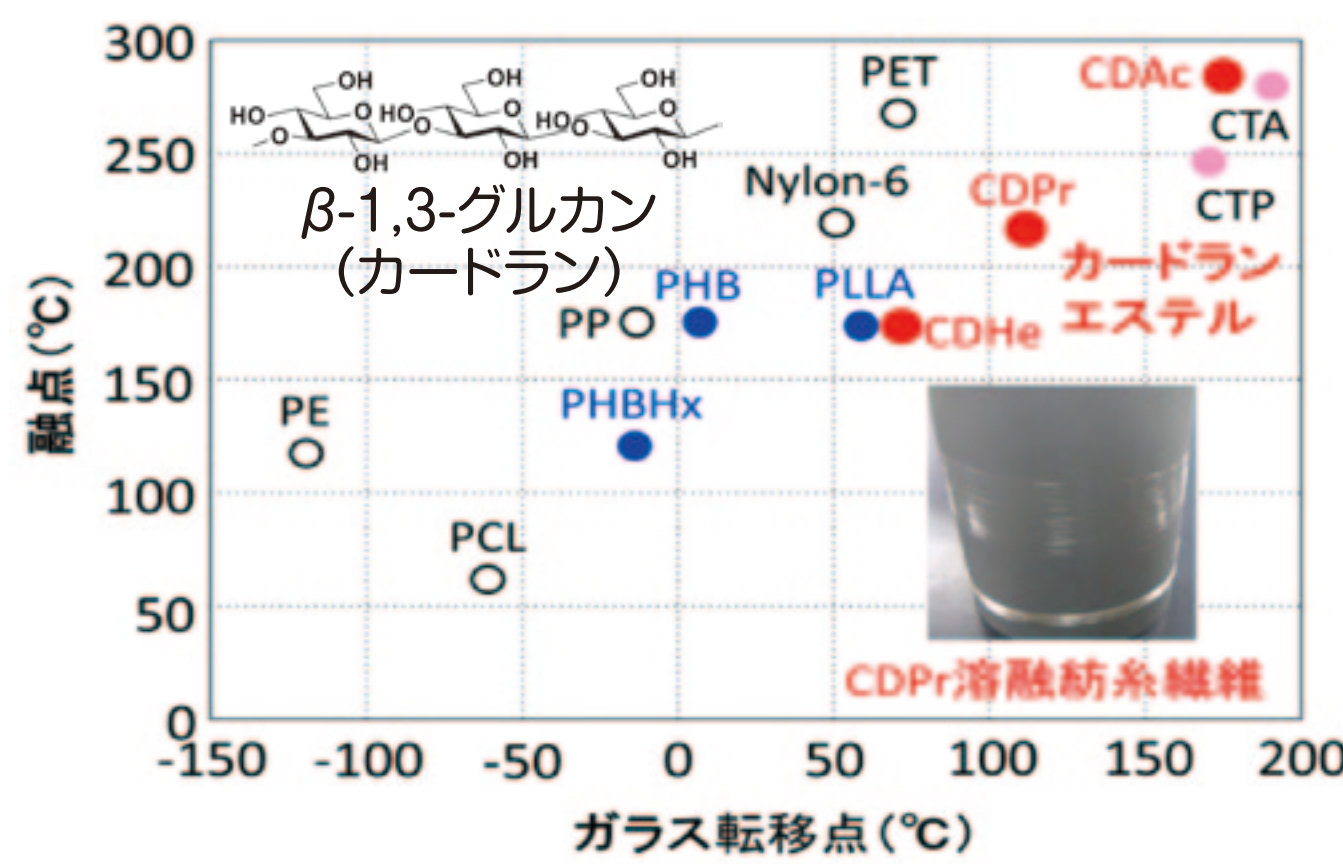 300
250
200
150
100
50
0
-150 -100 -50 0 50 100 150 200
融点(℃)
ガラス転移点(℃)
OH OH OH
HO O HO O HO O
O O O
OH OH OH
β-1,3-グルカン
(カードラン)
PET
CDAc
CTA
Nylon-6
CDPr
CTP
カードラン
エステル
PHB
PLLA
PP
CDHe
PE
PHBHx
PCL
CDPr溶融紡糸繊維